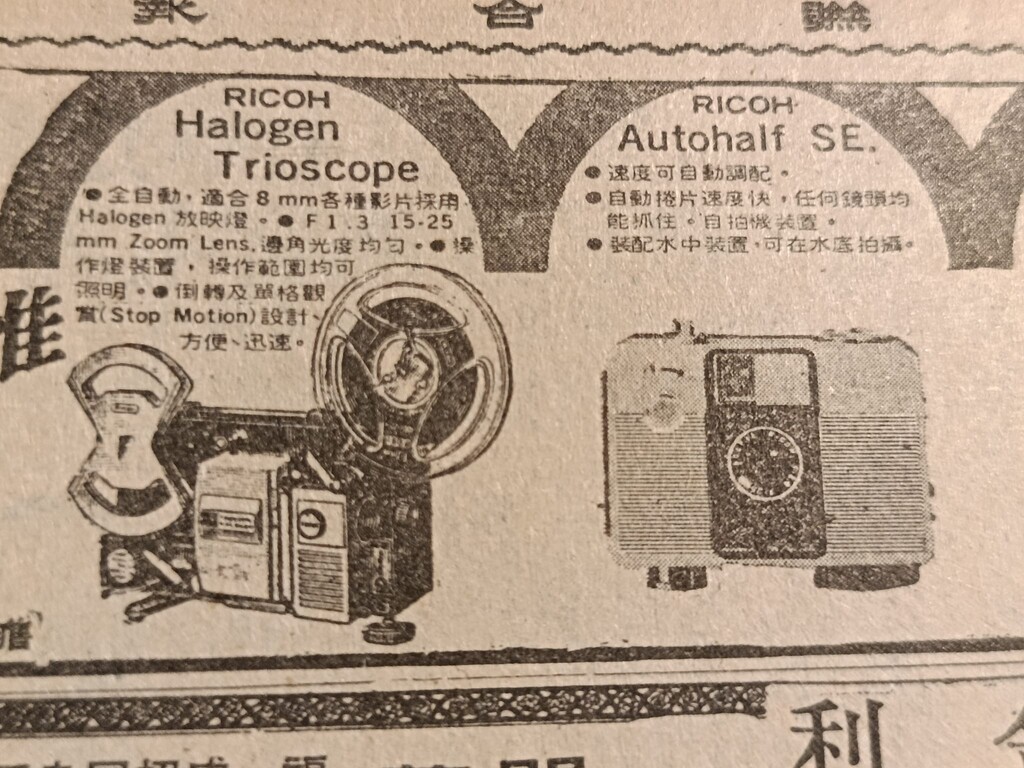 聯合報
RICOH
Halogen
Trioscope
●全自動，適合8 mm各種影片採用
Halogen 放映燈。●F 1.3 15-25
mm Zoom Lens.邊角光度均勻。●操
作燈裝置，操作範圍均可
照明。●倒轉及單格觀
賞(Stop Motion)設計、
方便、迅速。
RICOH
Autohalf SE.
●速度可自動調配。
●自動捲片速度快，任何鏡頭均
能抓住。自拍機裝置。
●裝配水中裝置，可在水底拍攝。
准
利